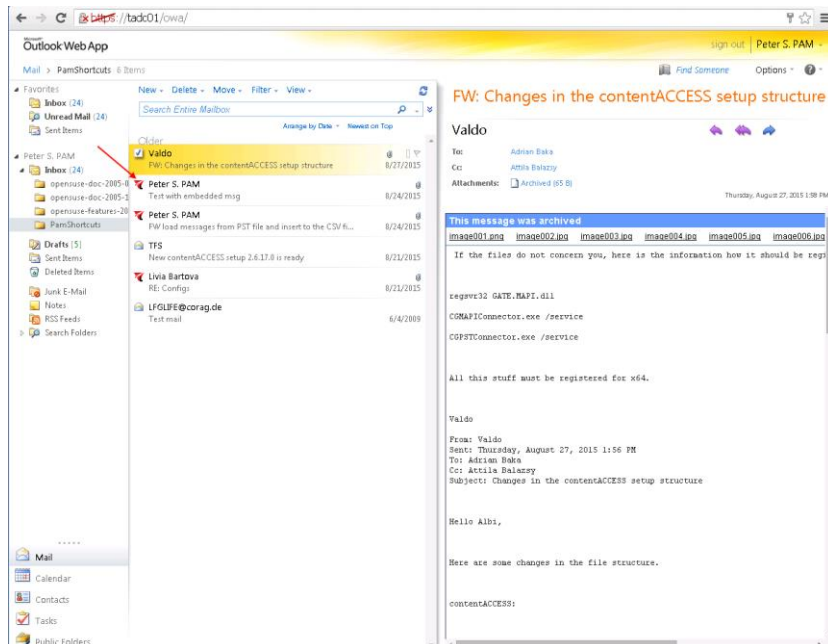 https://tadc01/owa/
Outlook Web App
sign out Peter S. PAM
Mail > PamShortcuts 6 Items
Find Someone Options
Favorites
Inbox (24)
Unread Mail (24)
Sent Items
Peter S. PAM
Inbox (24)
opensuse-doc-2005-0
opensuse-doc-2005-1
opensuse-features-20
PamShortcuts
Drafts [5]
Sent Items
Deleted Items
Junk E-Mail
Notes
RSS Feeds
Search Folders
Mail
Calendar
Contacts
Tasks
Public Folders
New Delete Move Filter View
Search Entire Mailbox
Arrange by Date Newest on Top
Older
Valdo
FW: Changes in the contentACCESS setup structure 8/27/2015
Peter S. PAM
Test with embedded msg 8/24/2015
Peter S. PAM
FW load messages from PST file and insert to the CSV fi... 8/24/2015
TFS
New contentACCESS setup 2.6.17.0 is ready 8/21/2015
Livia Bartova
RE: Configs 8/21/2015
LFGLIFE@corag.de
Test mail 6/4/2009
FW: Changes in the contentACCESS setup structure
Valdo
To: Adrian Baka
Cc: Attila Balazsy
Attachments: Archived (65 B)
Thursday, August 27, 2015 1:58 PM
This message was archived
image001.png image002.jpg image003.jpg image004.jpg image005.jpg image006.jpg
If the files do not concern you, here is the information how it should be regi
regsvr32 GATE.MAPI.dll
CGMAPIConnector.exe /service
CGPSTConnector.exe /service
All this stuff must be registered for x64.
Valdo
From: Valdo
Sent: Thursday, August 27, 2015 1:56 PM
To: Adrian Baka
Cc: Attila Balazsy
Subject: Changes in the contentACCESS setup structure
Hello Albi,
Here are some changes in the file structure.
contentACCESS: